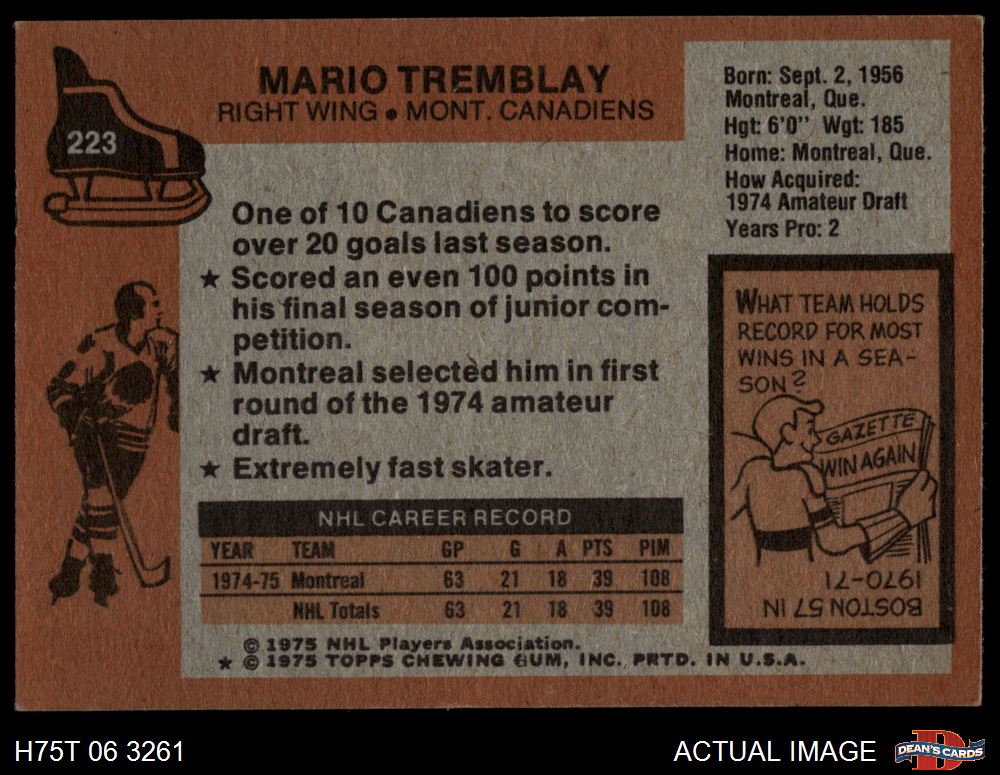 223
MARIO TREMBLAY
RIGHT WING • MONT. CANADIENS
Born: Sept. 2, 1956
Montreal, Que.
Hgt: 6'0" Wgt: 185
Home: Montreal, Que.
How Acquired:
1974 Amateur Draft
Years Pro: 2
One of 10 Canadiens to score
over 20 goals last season.
★ Scored an even 100 points in
his final season of junior com-
petition.
★ Montreal selected him in first
round of the 1974 amateur
draft.
★ Extremely fast skater.
WHAT TEAM HOLDS
RECORD FOR MOST
WINS IN A SEA-
SON?
GAZETTE
WIN AGAIN
BOSTON 57 IN
1970-71
NHL CAREER RECORD
YEAR TEAM GP G A PTS PIM
1974-75 Montreal 63 21 18 39 108
NHL Totals 63 21 18 39 108
© 1975 NHL Players Association.
★ © 1975 TOPPS CHEWING GUM, INC. PRTD. IN U.S.A.
H75T 06 3261
ACTUAL IMAGE
DEAN'S CARDS